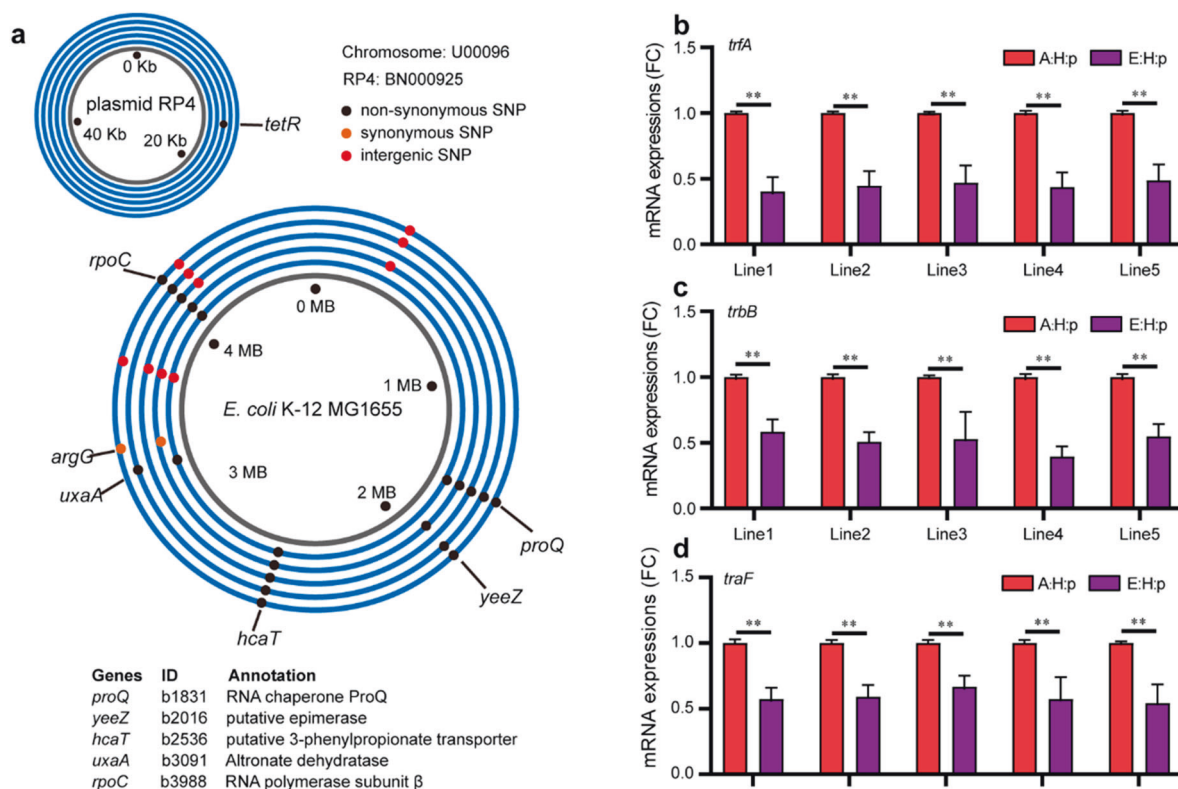 a
0 Kb
plasmid RP4
40 Kb
20 Kb
tetR
Chromosome: U00096
RP4: BN000925
non-synonymous SNP
synonymous SNP
intergenic SNP
rpoC
0 MB
4 MB
1 MB
E. coli K-12 MG1655
argG
3 MB
uxaA
2 MB
proQ
yeeZ
hcaT
Genes ID Annotation
proQ b1831 RNA chaperone ProQ
yeeZ b2016 putative epimerase
hcaT b2536 putative 3-phenylpropionate transporter
uxaA b3091 Altronate dehydratase
rpoC b3988 RNA polymerase subunit β
b
trfA
A:H:p E:H:p
mRNA expressions (FC)
1.5
1.0
0.5
0.0
** ** ** ** **
Line1 Line2 Line3 Line4 Line5
c
trbB
A:H:p E:H:p
mRNA expressions (FC)
1.5
1.0
0.5
0.0
** ** ** ** **
Line1 Line2 Line3 Line4 Line5
d
traF
A:H:p E:H:p
mRNA expressions (FC)
1.5
1.0
0.5
0.0
** ** ** ** **